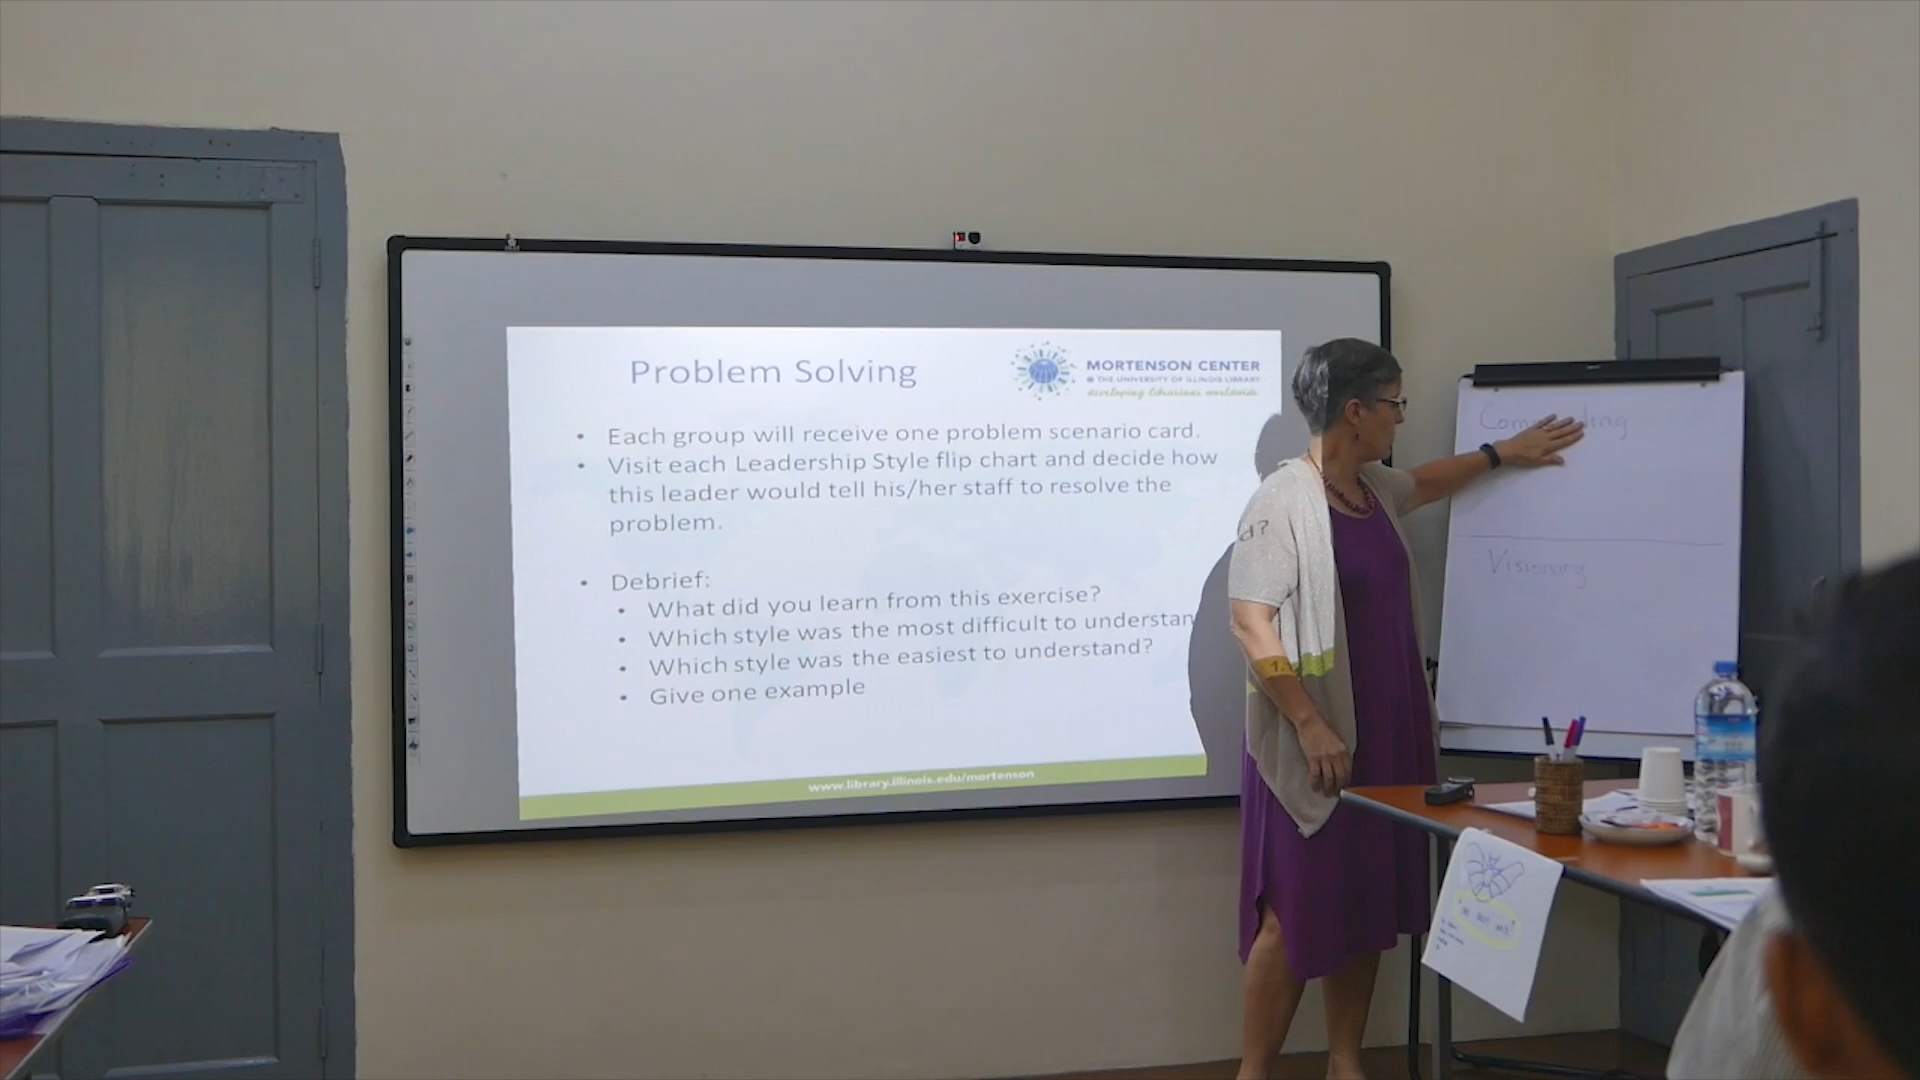 Problem Solving
MORTENSON CENTER
@ THE UNIVERSITY OF ILLINOIS LIBRARY
developing librarians worldwide
• Each group will receive one problem scenario card.
• Visit each Leadership Style flip chart and decide how
this leader would tell his/her staff to resolve the
problem.
• Debrief:
• What did you learn from this exercise?
• Which style was the most difficult to understan
d?
• Which style was the easiest to understand?
• Give one example
1.
www.library.illinois.edu/mortenson
Com ding
Visionary